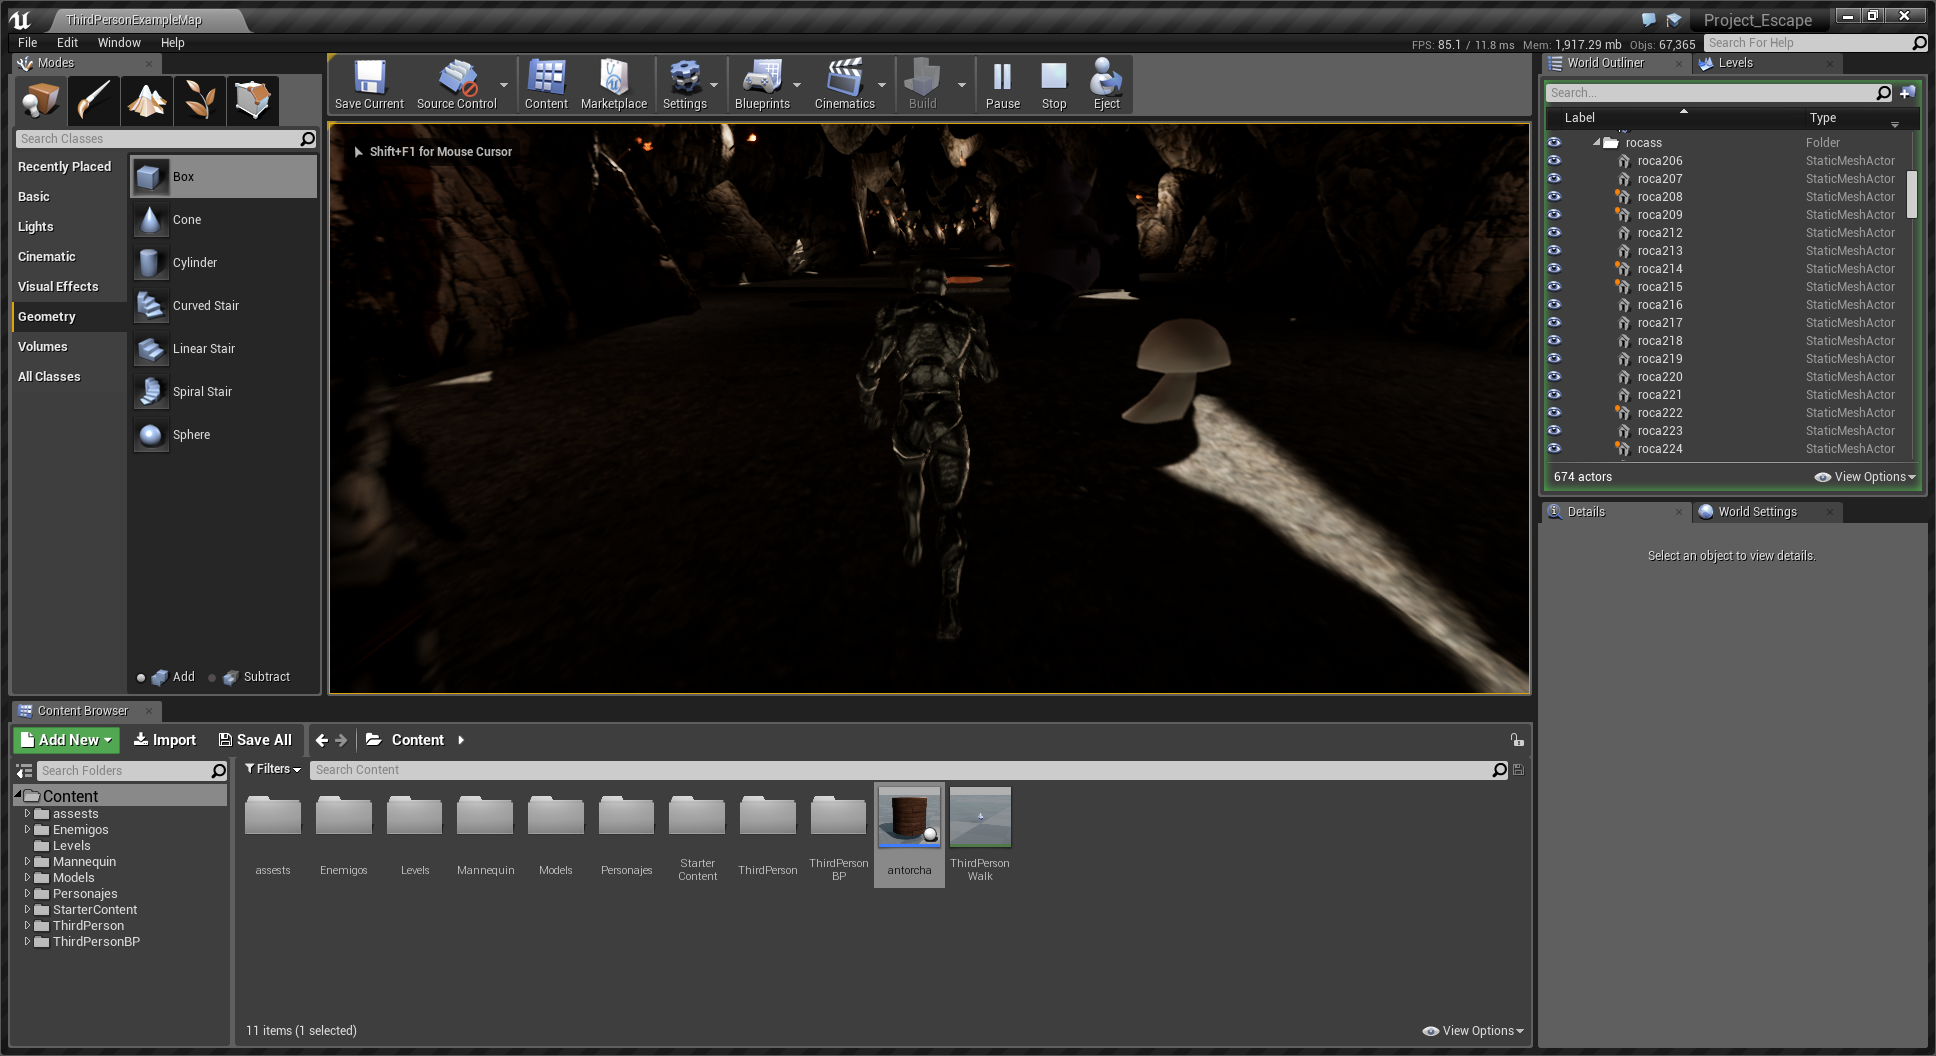 ThirdPersonExampleMap
Project_Escape
File Edit Window Help
FPS: 85.1 / 11.8 ms Mem: 1,917.29 mb Objs: 67,365
Search For Help
Modes
Save Current
Source Control
Content
Marketplace
Settings
Blueprints
Cinematics
Build
Pause
Stop
Eject
Search Classes
Recently Placed
Basic
Lights
Cinematic
Visual Effects
Geometry
Volumes
All Classes
Box
Cone
Cylinder
Curved Stair
Linear Stair
Spiral Stair
Sphere
Add
Subtract
Shift+F1 for Mouse Cursor
World Outliner
Levels
Search...
Label Type
rocass Folder
roca206 StaticMeshActor
roca207 StaticMeshActor
roca208 StaticMeshActor
roca209 StaticMeshActor
roca212 StaticMeshActor
roca213 StaticMeshActor
roca214 StaticMeshActor
roca215 StaticMeshActor
roca216 StaticMeshActor
roca217 StaticMeshActor
roca218 StaticMeshActor
roca219 StaticMeshActor
roca220 StaticMeshActor
roca221 StaticMeshActor
roca222 StaticMeshActor
roca223 StaticMeshActor
roca224 StaticMeshActor
674 actors
View Options
Details
World Settings
Select an object to view details.
Content Browser
Add New
Import
Save All
Content
Search Folders
Content
assests
Enemigos
Levels
Mannequin
Models
Personajes
StarterContent
ThirdPerson
ThirdPersonBP
Filters
Search Content
assests
Enemigos
Levels
Mannequin
Models
Personajes
Starter
Content
ThirdPerson
ThirdPerson
BP
antorcha
ThirdPerson
Walk
11 items (1 selected)
View Options